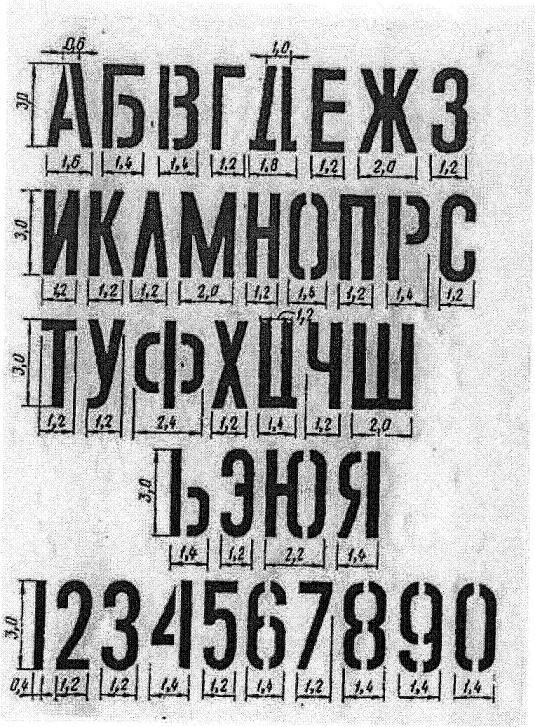 0,6 1,0
3,0 АБВГДЕЖЗ
1,6 1,4 1,4 1,2 1,8 1,2 2,0 1,2
3,0 ИКЛМНОПРС
1,2 1,2 1,2 2,0 1,2 1,4 1,2 1,4 1,2
1,2
3,0 ТУФХЦЧШ
1,2 1,2 2,4 1,2 1,4 1,2 2,0
3,0 ЬЭЮЯ
1,4 1,2 2,2 1,4
3,0 1234567890
0,4 1,2 1,2 1,4 1,2 1,4 1,2 1,4 1,4 1,4